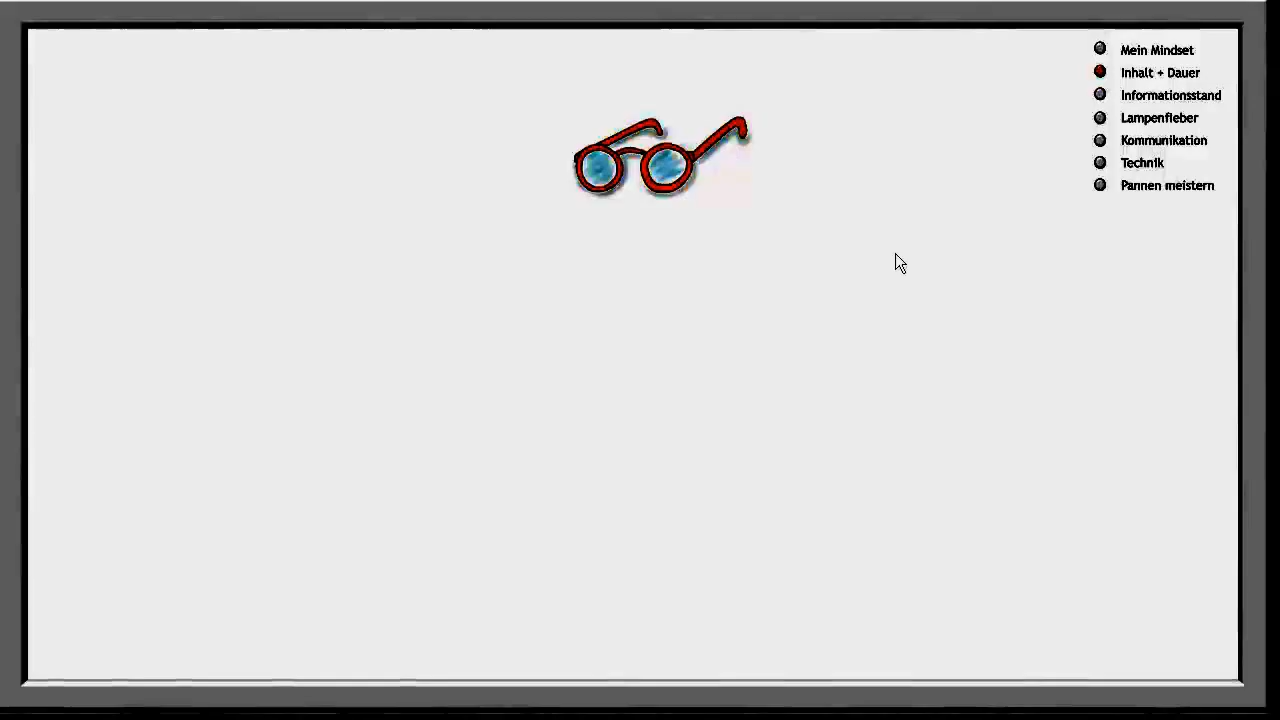 Mein Mindset
Inhalt + Dauer
Informationsstand
Lampenfieber
Kommunikation
Technik
Pannen meistern